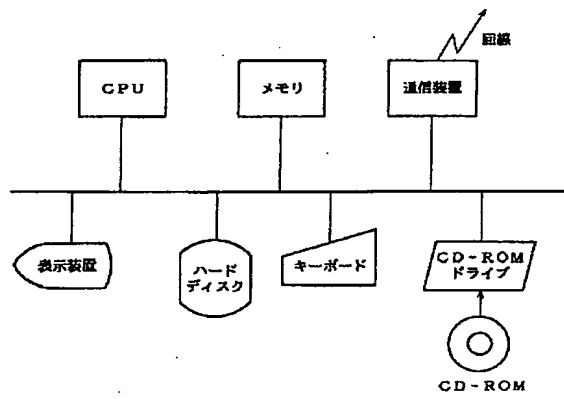 回線
CPU
メモリ
通信装置
表示装置
ハード
ディスク
キーボード
CD-ROM
ドライブ
CD-ROM